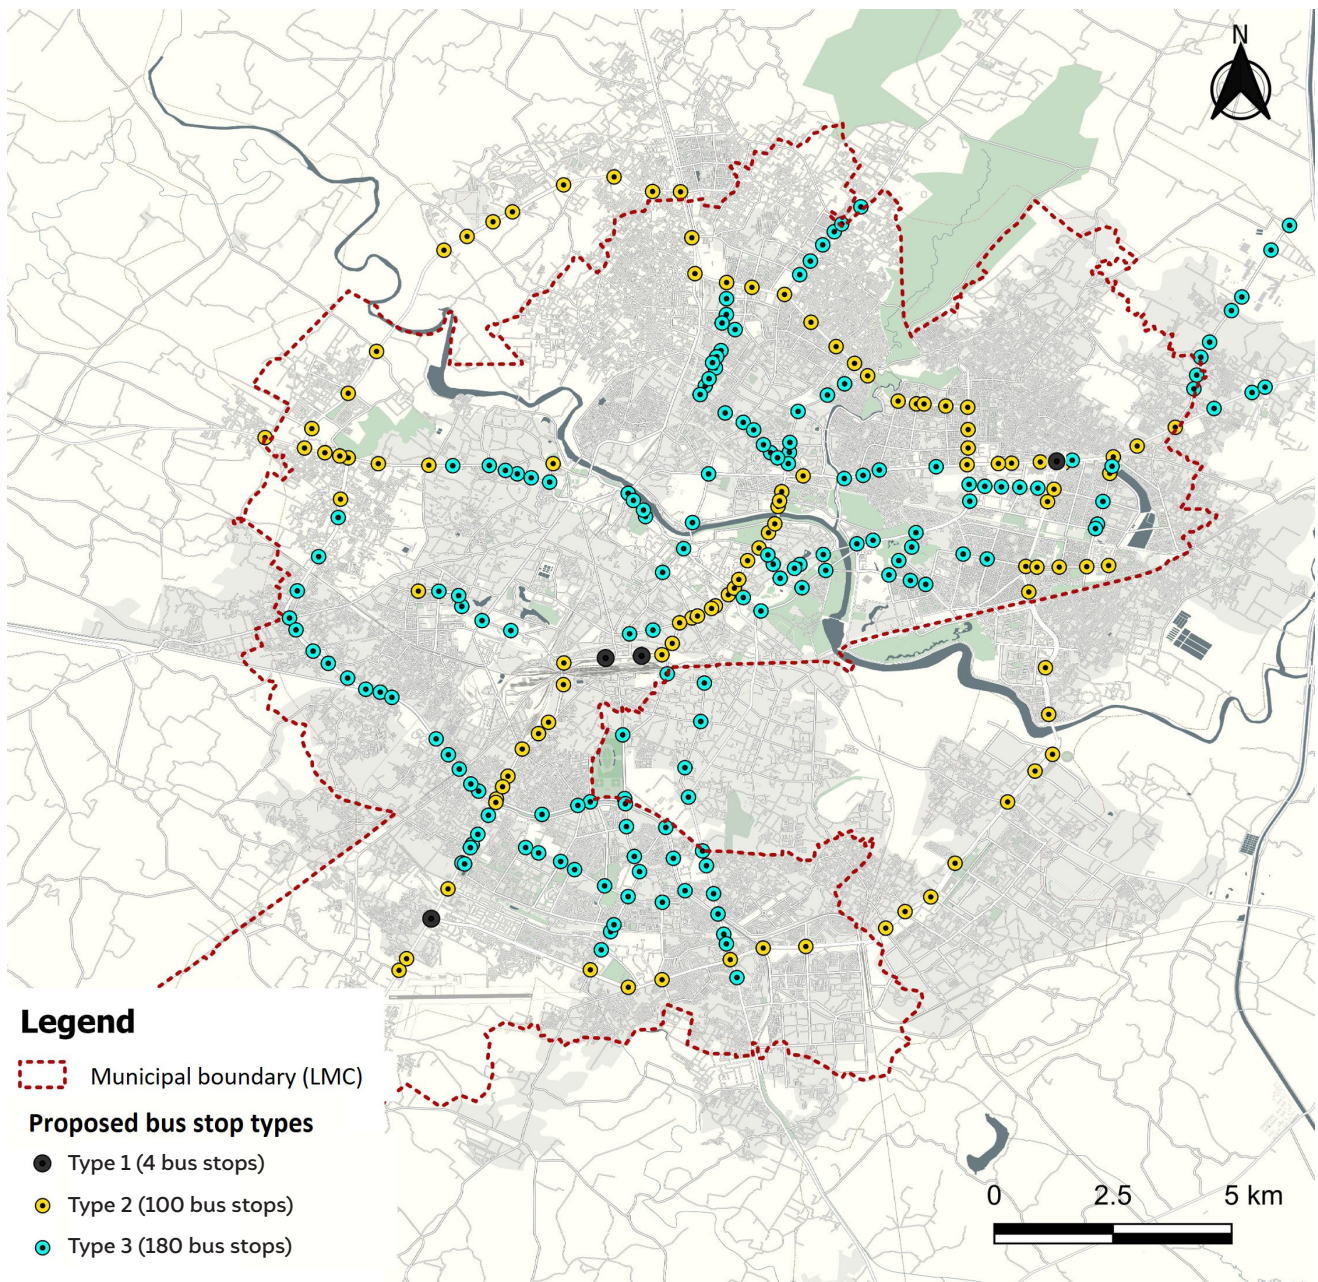 N
Legend
Municipal boundary (LMC)
Proposed bus stop types
Type 1 (4 bus stops)
Type 2 (100 bus stops)
Type 3 (180 bus stops)
0 2.5 5 km